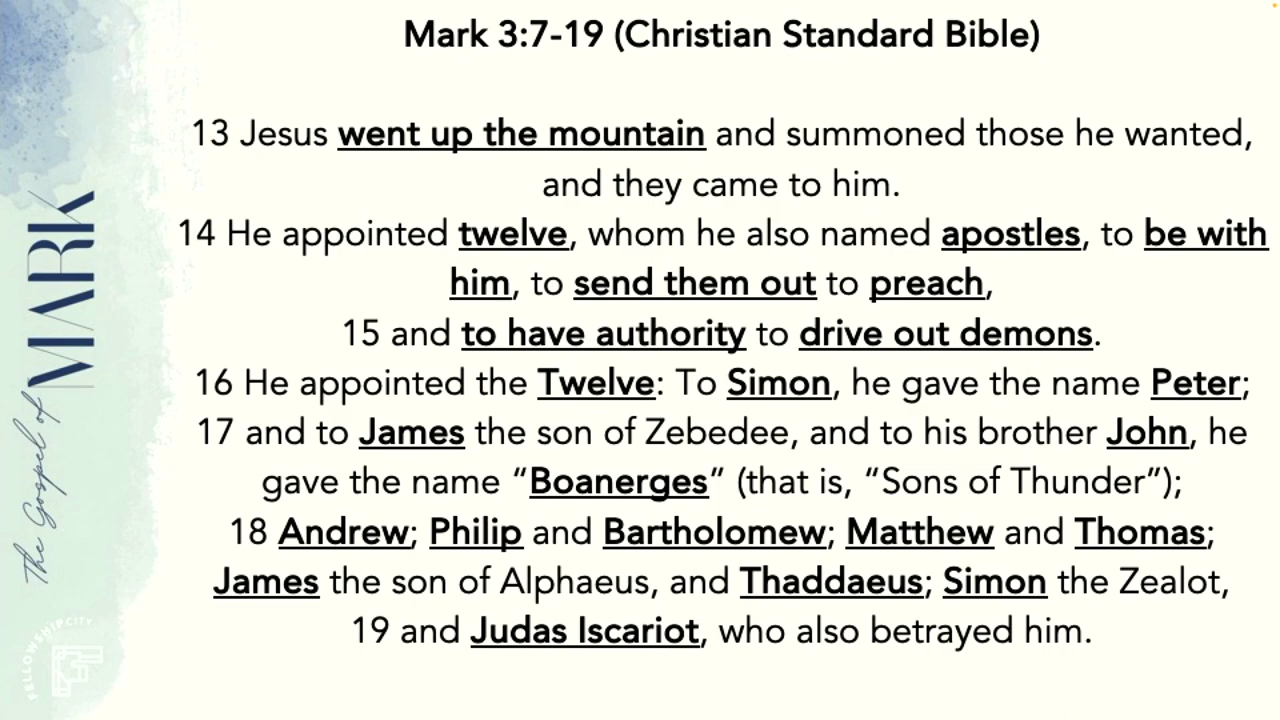 Mark 3:7-19 (Christian Standard Bible)
13 Jesus went up the mountain and summoned those he wanted,
and they came to him.
14 He appointed twelve, whom he also named apostles, to be with
him, to send them out to preach,
15 and to have authority to drive out demons.
16 He appointed the Twelve: To Simon, he gave the name Peter;
17 and to James the son of Zebedee, and to his brother John, he
gave the name “Boanerges” (that is, “Sons of Thunder”);
18 Andrew; Philip and Bartholomew; Matthew and Thomas;
James the son of Alphaeus, and Thaddaeus; Simon the Zealot,
19 and Judas Iscariot, who also betrayed him.
The Gospel of
MARK
FELLOWSHIPCITY